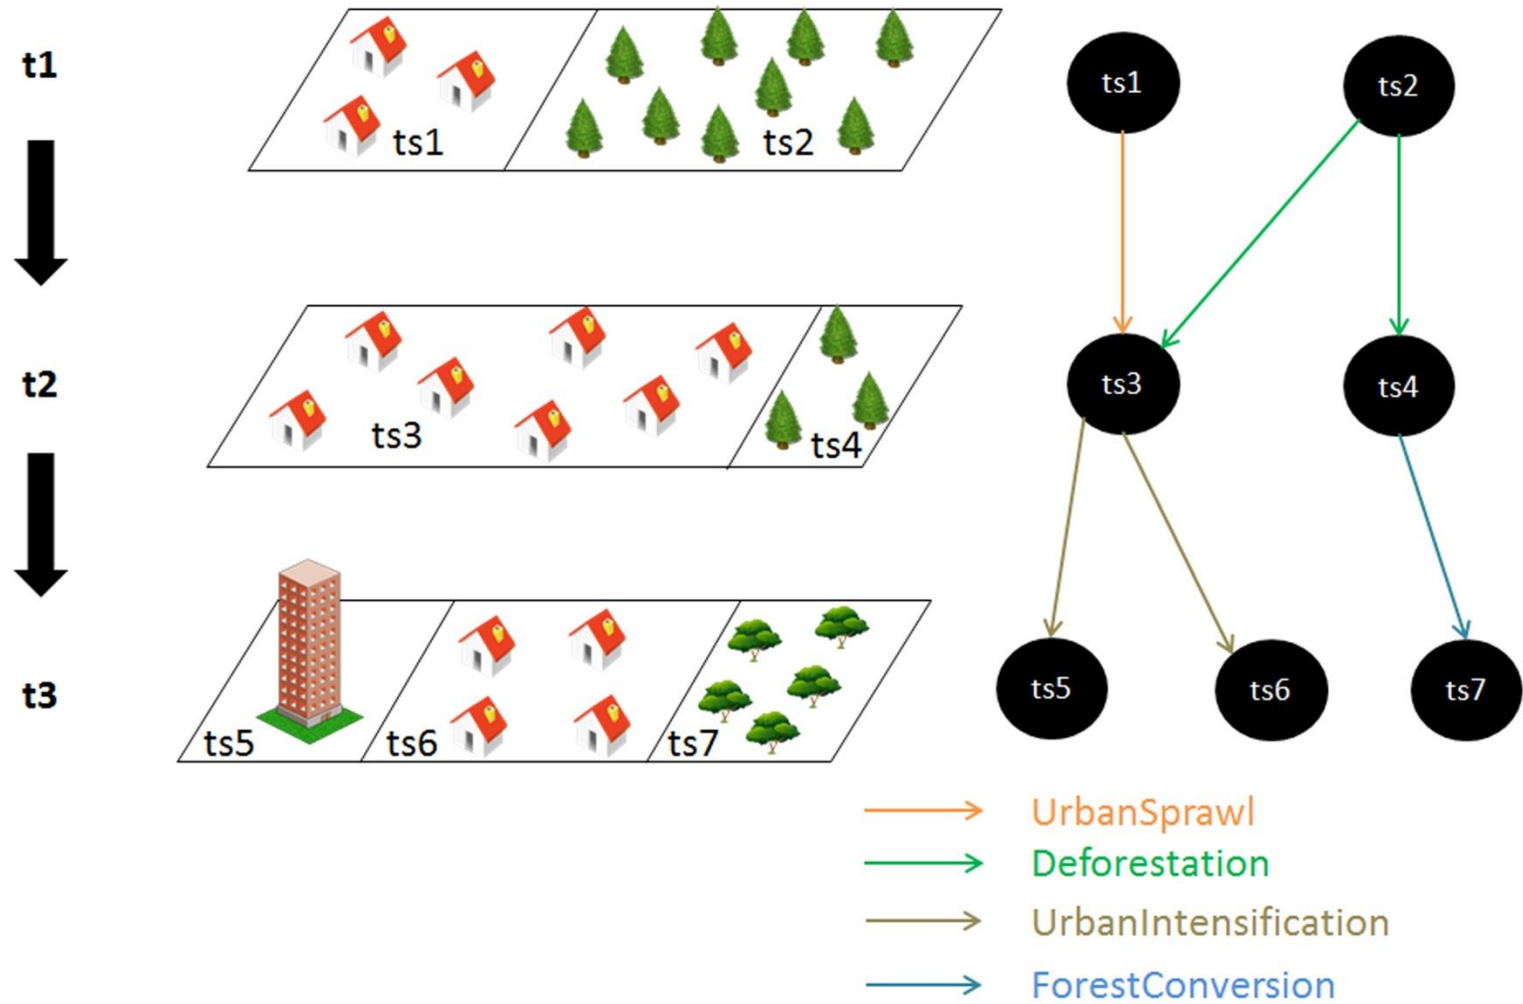 t1
ts1
ts2
ts1
ts2
t2
ts3
ts4
ts3
ts4
t3
ts5
ts6
ts7
ts5
ts6
ts7
UrbanSprawl
Deforestation
UrbanIntensification
ForestConversion